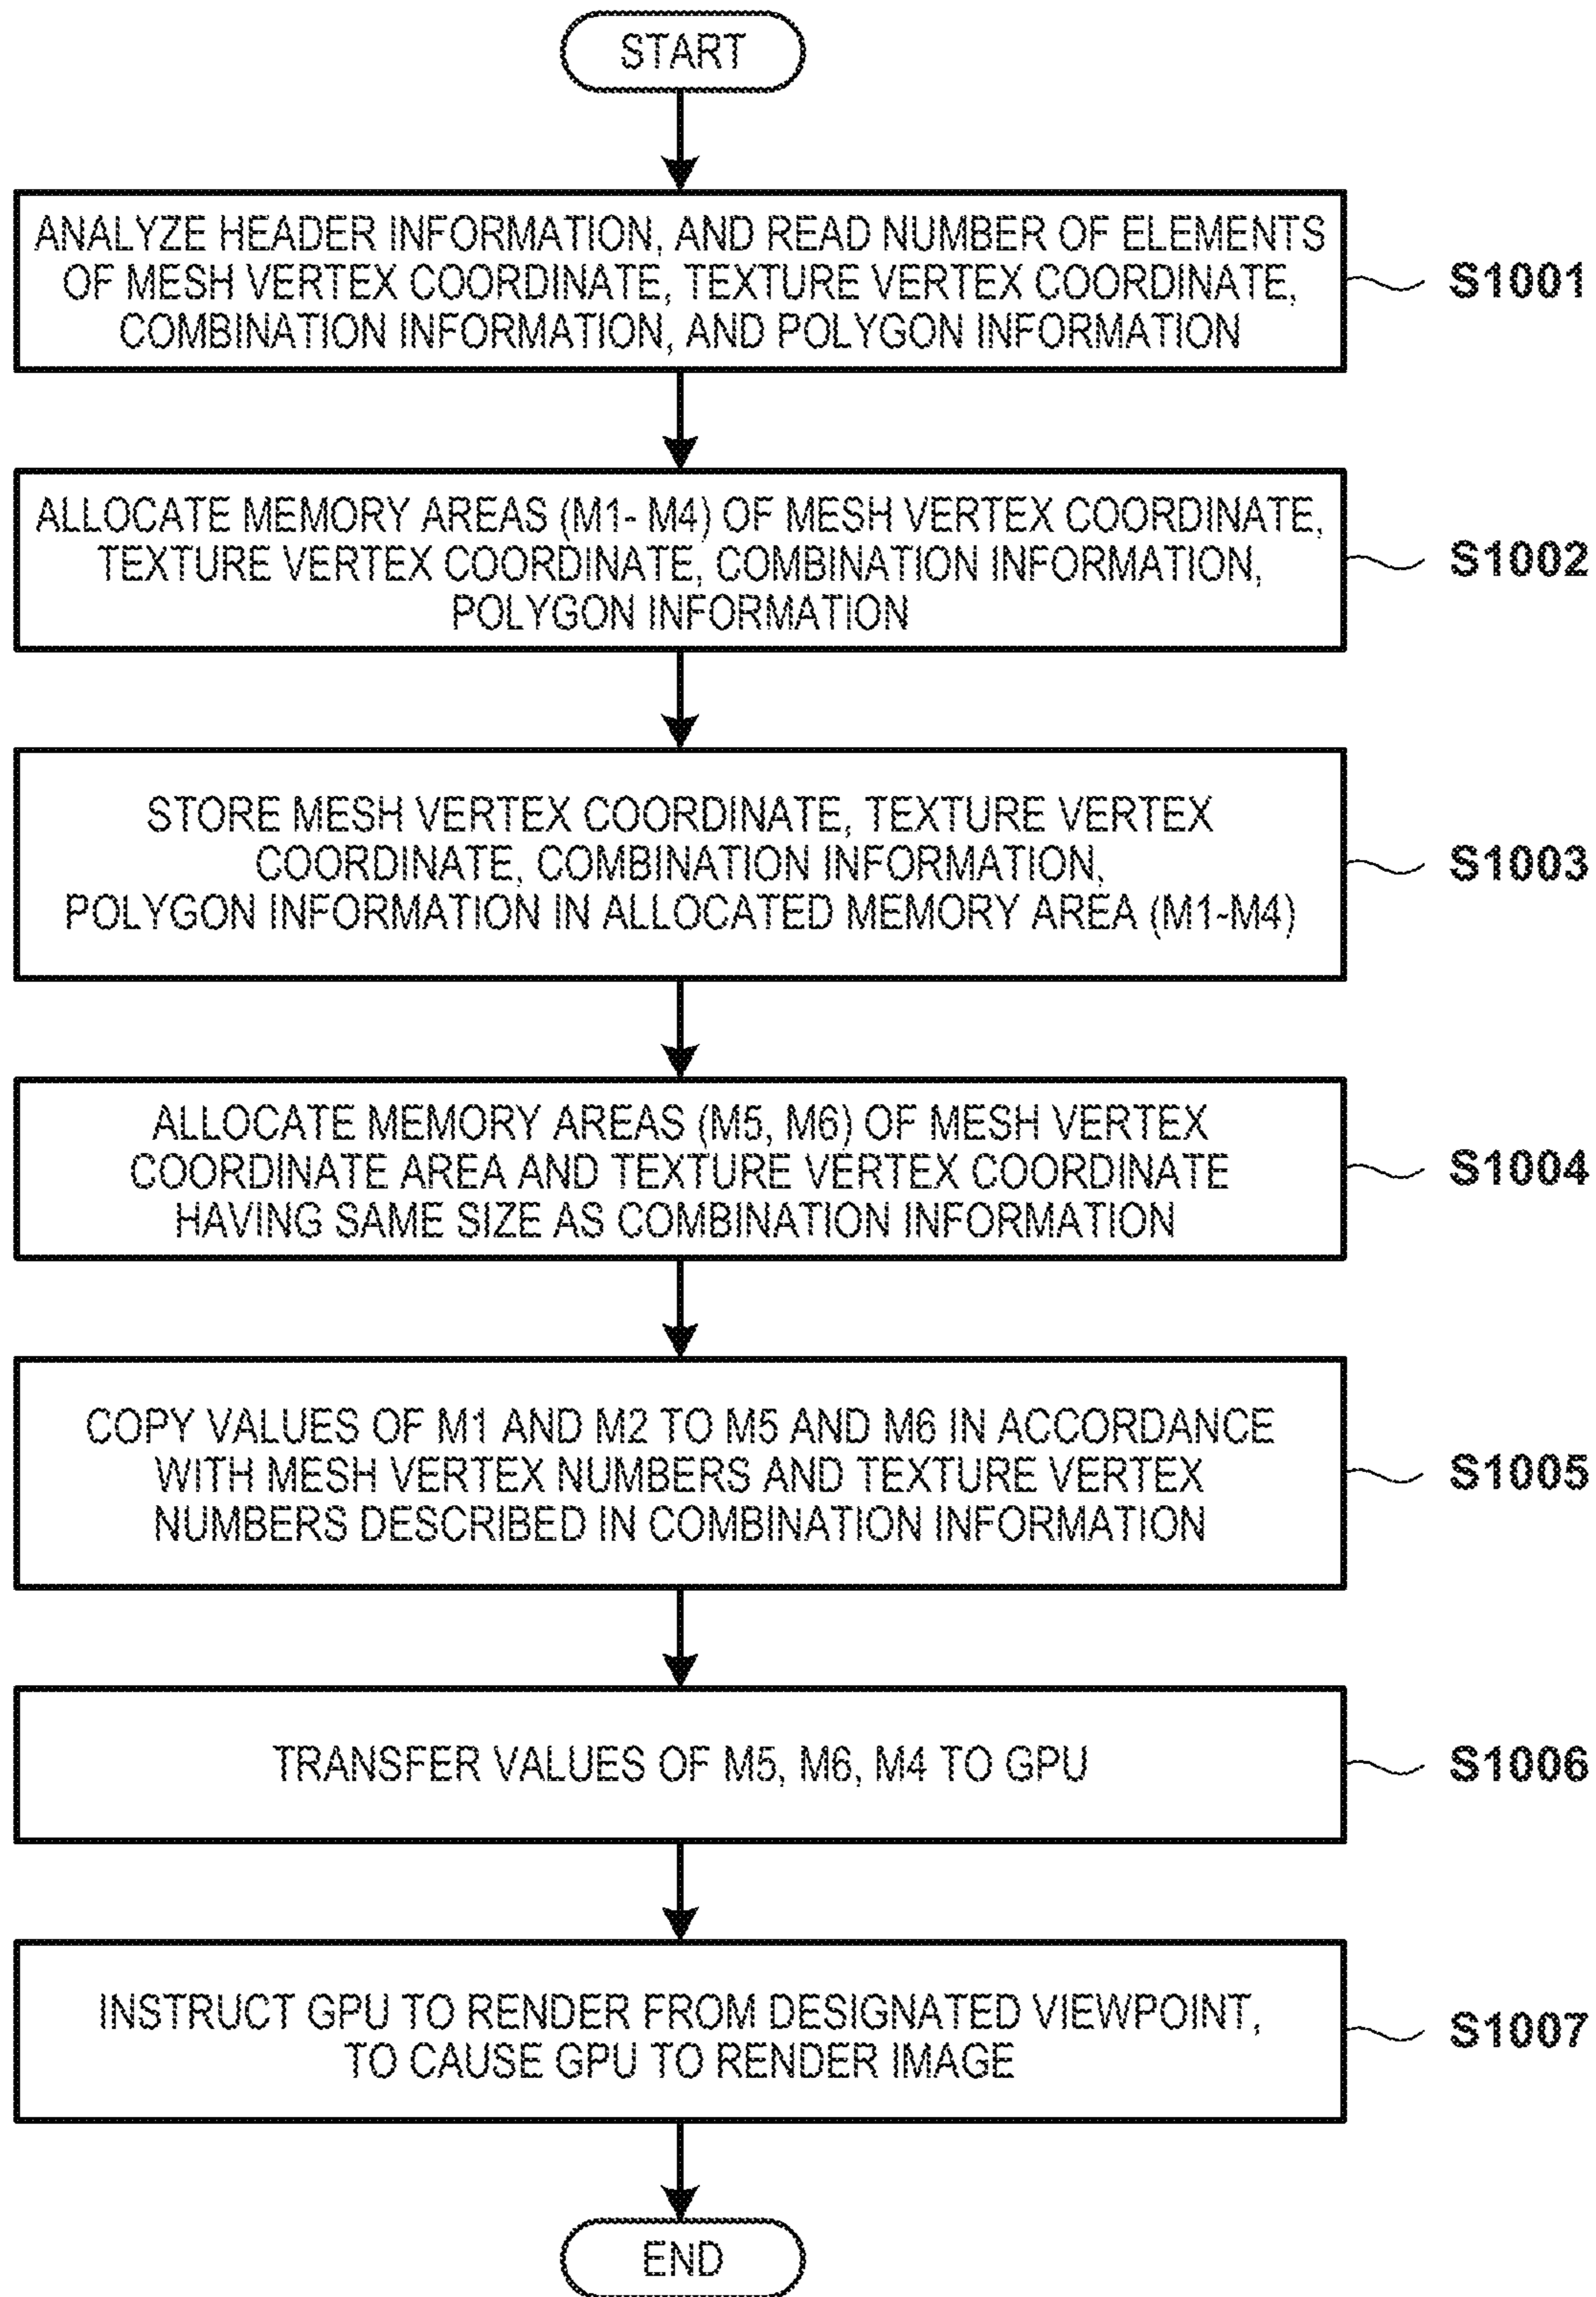 START
ANALYZE HEADER INFORMATION, AND READ NUMBER OF ELEMENTS
OF MESH VERTEX COORDINATE, TEXTURE VERTEX COORDINATE,
COMBINATION INFORMATION, AND POLYGON INFORMATION
S1001
ALLOCATE MEMORY AREAS (M1- M4) OF MESH VERTEX COORDINATE,
TEXTURE VERTEX COORDINATE, COMBINATION INFORMATION,
POLYGON INFORMATION
S1002
STORE MESH VERTEX COORDINATE, TEXTURE VERTEX
COORDINATE, COMBINATION INFORMATION,
POLYGON INFORMATION IN ALLOCATED MEMORY AREA (M1-M4)
S1003
ALLOCATE MEMORY AREAS (M5, M6) OF MESH VERTEX
COORDINATE AREA AND TEXTURE VERTEX COORDINATE
HAVING SAME SIZE AS COMBINATION INFORMATION
S1004
COPY VALUES OF M1 AND M2 TO M5 AND M6 IN ACCORDANCE
WITH MESH VERTEX NUMBERS AND TEXTURE VERTEX
NUMBERS DESCRIBED IN COMBINATION INFORMATION
S1005
TRANSFER VALUES OF M5, M6, M4 TO GPU
S1006
INSTRUCT GPU TO RENDER FROM DESIGNATED VIEWPOINT,
TO CAUSE GPU TO RENDER IMAGE
S1007
END